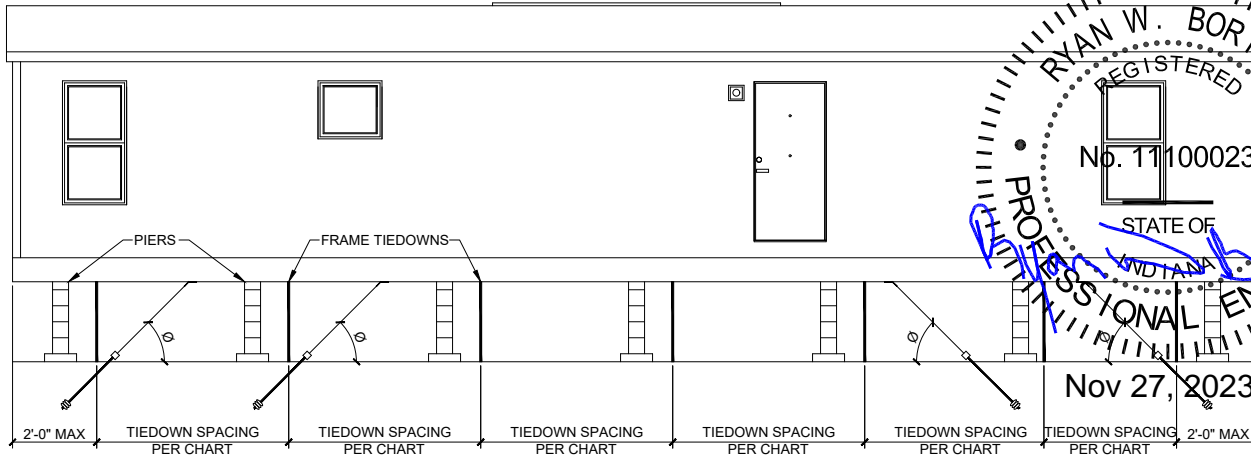 RYAN W. BOR
REGISTERED
No. 11100023
STATE OF
INDIANA
PROFESSIONAL EN
Nov 27, 2023
PIERS
FRAME TIEDOWNS
Ø
Ø
Ø
Ø
2'-0" MAX
TIEDOWN SPACING
PER CHART
TIEDOWN SPACING
PER CHART
TIEDOWN SPACING
PER CHART
TIEDOWN SPACING
PER CHART
TIEDOWN SPACING
PER CHART
TIEDOWN SPACING
PER CHART
2'-0" MAX